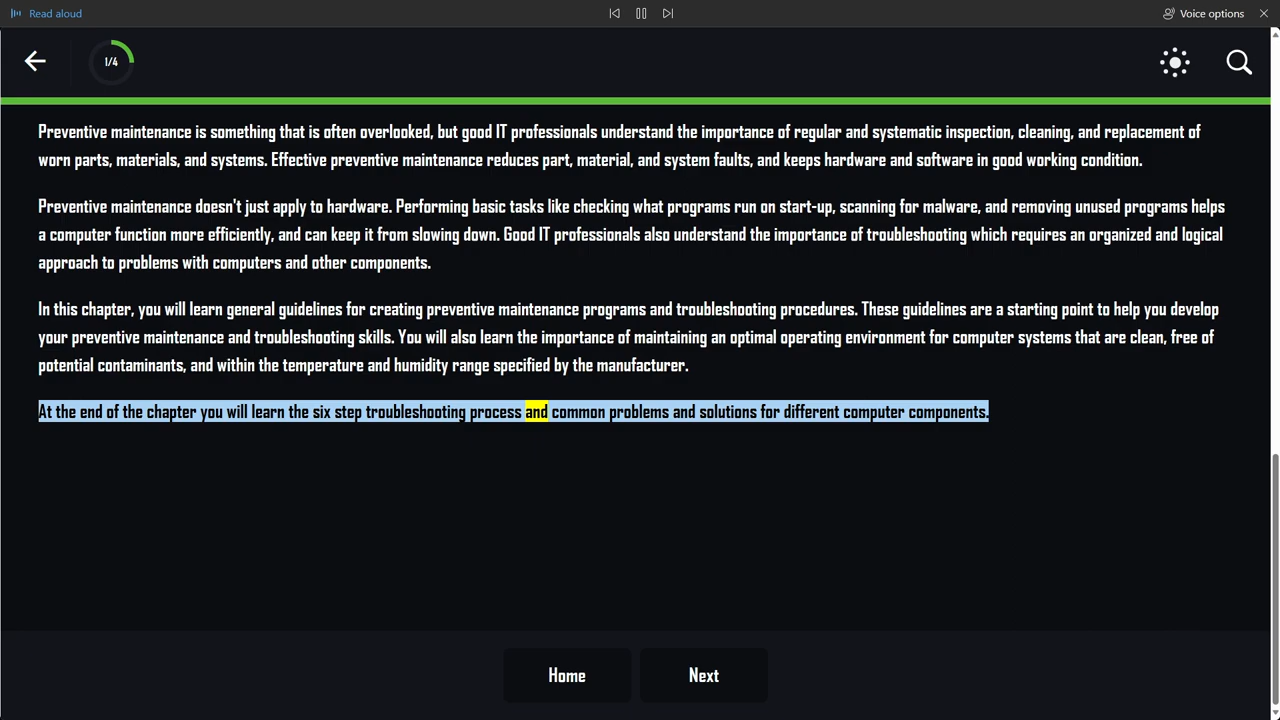 Read aloud
Voice options
1/4
Preventive maintenance is something that is often overlooked, but good IT professionals understand the importance of regular and systematic inspection, cleaning, and replacement of
worn parts, materials, and systems. Effective preventive maintenance reduces part, material, and system faults, and keeps hardware and software in good working condition.
Preventive maintenance doesn't just apply to hardware. Performing basic tasks like checking what programs run on start-up, scanning for malware, and removing unused programs helps
a computer function more efficiently, and can keep it from slowing down. Good IT professionals also understand the importance of troubleshooting which requires an organized and logical
approach to problems with computers and other components.
In this chapter, you will learn general guidelines for creating preventive maintenance programs and troubleshooting procedures. These guidelines are a starting point to help you develop
your preventive maintenance and troubleshooting skills. You will also learn the importance of maintaining an optimal operating environment for computer systems that are clean, free of
potential contaminants, and within the temperature and humidity range specified by the manufacturer.
At the end of the chapter you will learn the six step troubleshooting process and common problems and solutions for different computer components.
Home
Next